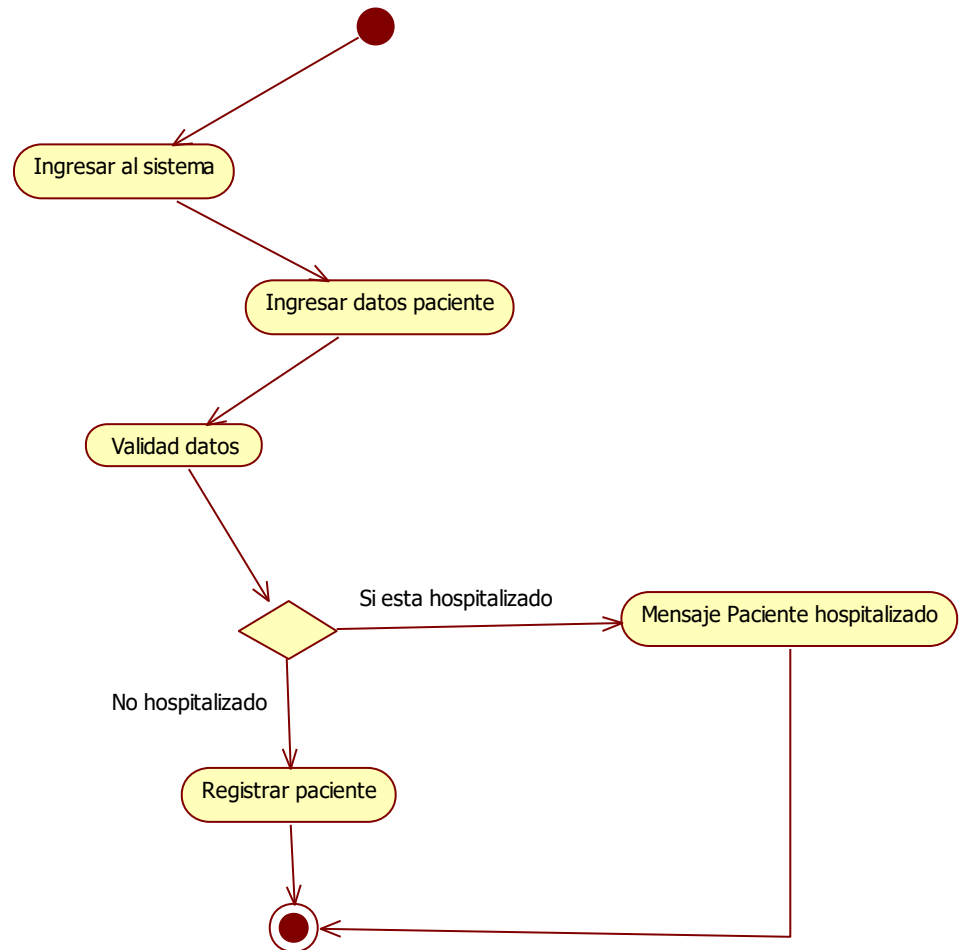 Ingresar al sistema
Ingresar datos paciente
Validad datos
Si esta hospitalizado
Mensaje Paciente hospitalizado
No hospitalizado
Registrar paciente